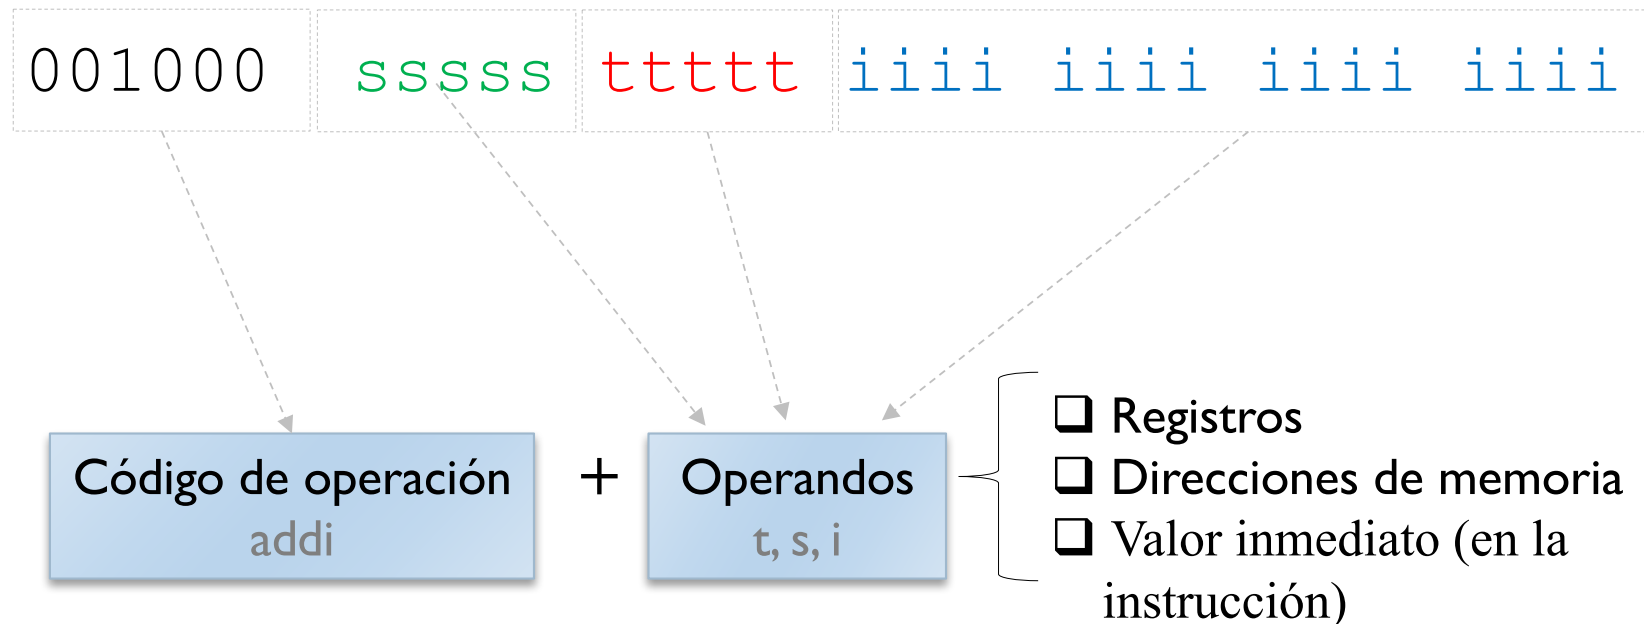 001000 sssss ttttt iiii iiii iiii iiii
Código de operación
addi
+
Operandos
t, s, i
❑ Registros
❑ Direcciones de memoria
❑ Valor inmediato (en la
instrucción)